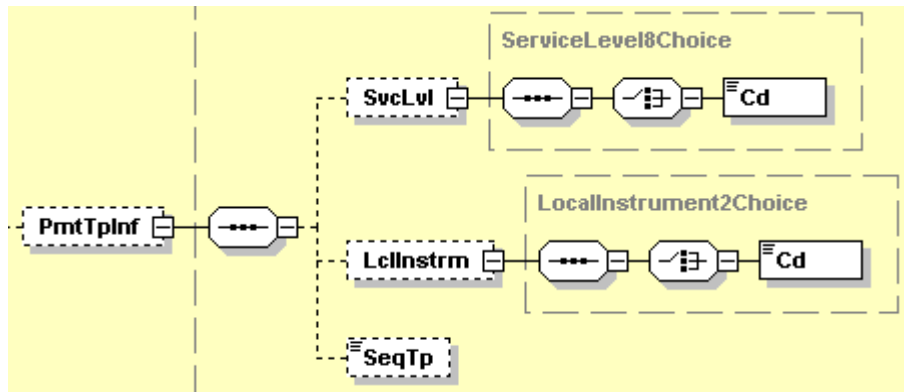 ServiceLevel8Choice
SvcLvl
Cd
LocalInstrument2Choice
PmtTpInf
LclInstrm
Cd
SeqTp